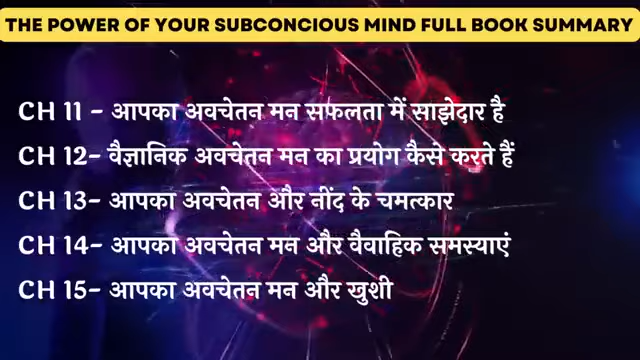 THE POWER OF YOUR SUBCONCIOUS MIND FULL BOOK SUMMARY
CH 11 - आपका अवचेतन मन सफलता में साझेदार है
CH 12- वैज्ञानिक अवचेतन मन का प्रयोग कैसे करते हैं
CH 13- आपका अवचेतन और नींद के चमत्कार
CH 14- आपका अवचेतन मन और वैवाहिक समस्याएं
CH 15- आपका अवचेतन मन और खुशी